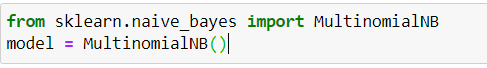 from sklearn.naive_bayes import MultinomialNB
model = MultinomialNB()